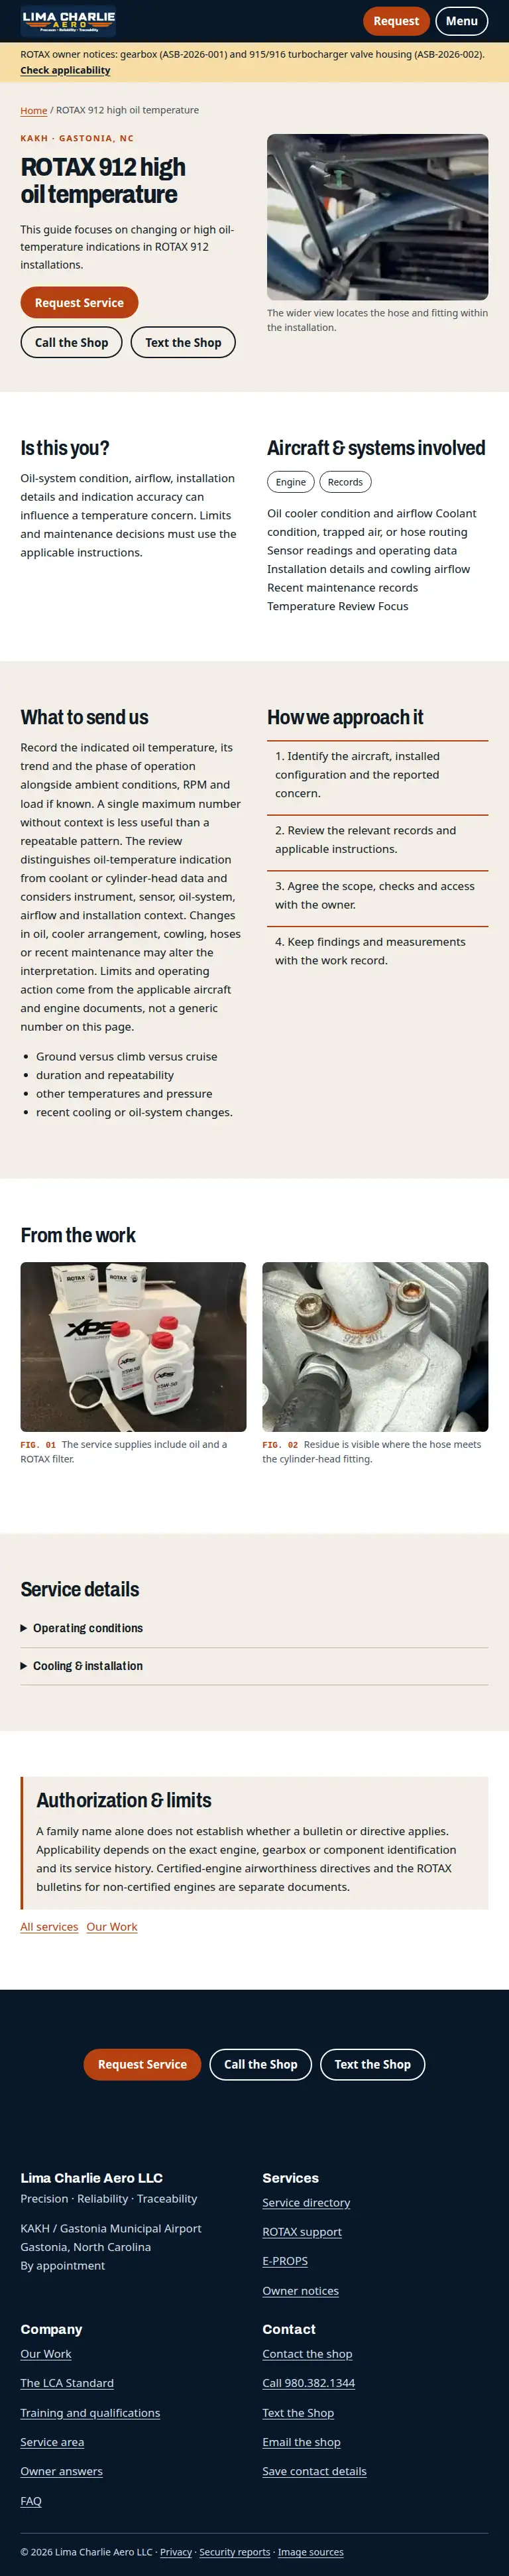 LIMA CHARLIE
AERO
Precision · Reliability · Traceability
Request
Menu
ROTAX owner notices: gearbox (ASB-2026-001) and 915/916 turbocharger valve housing (ASB-2026-002).
Check applicability
Home / ROTAX 912 high oil temperature
KAKH · GASTONIA, NC
ROTAX 912 high
oil temperature
This guide focuses on changing or high oil-
temperature indications in ROTAX 912
installations.
Request Service
Call the Shop
Text the Shop
The wider view locates the hose and fitting within
the installation.
Is this you?
Oil-system condition, airflow, installation
details and indication accuracy can
influence a temperature concern. Limits
and maintenance decisions must use the
applicable instructions.
Aircraft & systems involved
Engine
Records
Oil cooler condition and airflow Coolant
condition, trapped air, or hose routing
Sensor readings and operating data
Installation details and cowling airflow
Recent maintenance records
Temperature Review Focus
What to send us
Record the indicated oil temperature, its
trend and the phase of operation
alongside ambient conditions, RPM and
load if known. A single maximum number
without context is less useful than a
repeatable pattern. The review
distinguishes oil-temperature indication
from coolant or cylinder-head data and
considers instrument, sensor, oil-system,
airflow and installation context. Changes
in oil, cooler arrangement, cowling, hoses
or recent maintenance may alter the
interpretation. Limits and operating
action come from the applicable aircraft
and engine documents, not a generic
number on this page.
• Ground versus climb versus cruise
• duration and repeatability
• other temperatures and pressure
• recent cooling or oil-system changes.
How we approach it
1. Identify the aircraft, installed
configuration and the reported
concern.
2. Review the relevant records and
applicable instructions.
3. Agree the scope, checks and access
with the owner.
4. Keep findings and measurements
with the work record.
From the work
ROTAX
ROTAX
XPS
XPS
XPS
FIG. 01 The service supplies include oil and a
ROTAX filter.
FIG. 02 Residue is visible where the hose meets
the cylinder-head fitting.
Service details
Operating conditions
Cooling & installation
Authorization & limits
A family name alone does not establish whether a bulletin or directive applies.
Applicability depends on the exact engine, gearbox or component identification
and its service history. Certified-engine airworthiness directives and the ROTAX
bulletins for non-certified engines are separate documents.
All services
Our Work
Request Service
Call the Shop
Text the Shop
Lima Charlie Aero LLC
Precision · Reliability · Traceability
KAKH / Gastonia Municipal Airport
Gastonia, North Carolina
By appointment
Services
Service directory
ROTAX support
E-PROPS
Owner notices
Company
Our Work
The LCA Standard
Training and qualifications
Service area
Owner answers
FAQ
Contact
Contact the shop
Call 980.382.1344
Text the Shop
Email the shop
Save contact details
© 2026 Lima Charlie Aero LLC · Privacy · Security reports · Image sources